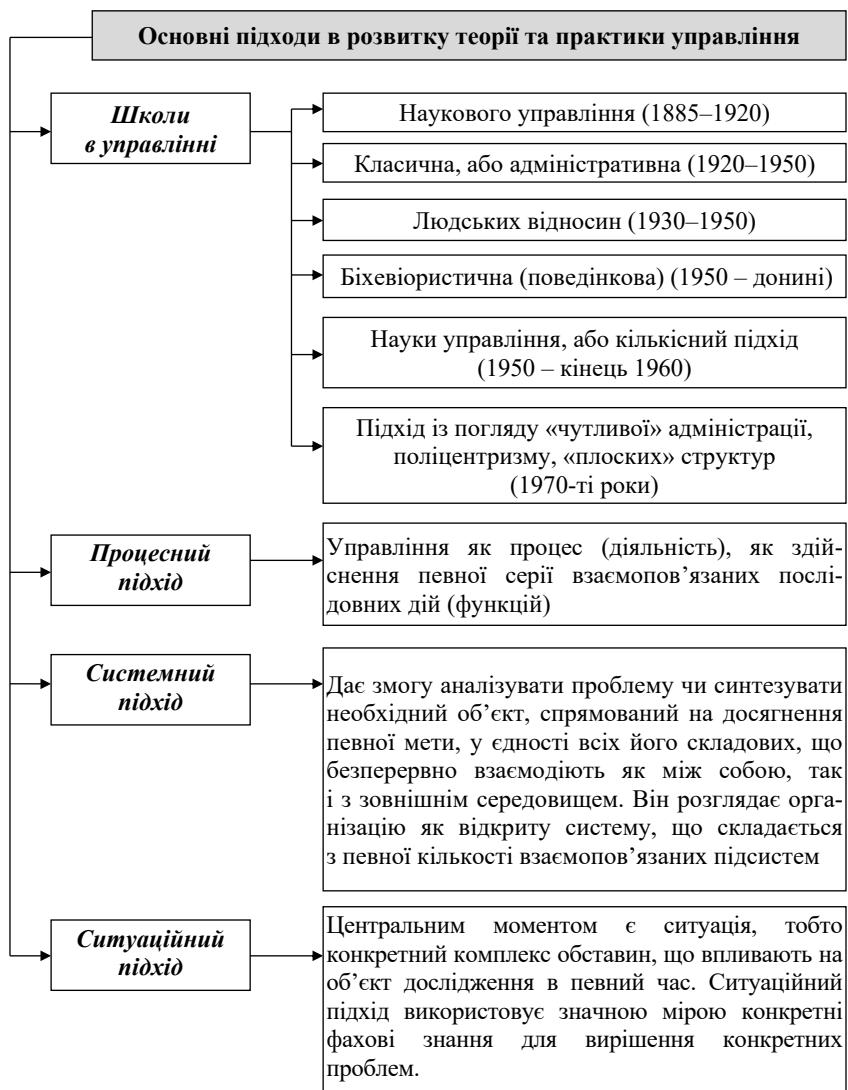 Основні підходи в розвитку теорії та практики управління
Школи
в управлінні
Наукового управління (1885–1920)
Класична, або адміністративна (1920–1950)
Людських відносин (1930–1950)
Біхевіористична (поведінкова) (1950 – донині)
Науки управління, або кількісний підхід
(1950 – кінець 1960)
Підхід із погляду «чутливої» адміністрації,
поліцентризму, «плоских» структур
(1970-ті роки)
Процесний
підхід
Управління як процес (діяльність), як здій-
снення певної серії взаємопов’язаних послі-
довних дій (функцій)
Системний
підхід
Дає змогу аналізувати проблему чи синтезувати
необхідний об’єкт, спрямований на досягнення
певної мети, у єдності всіх його складових, що
безперервно взаємодіють як між собою, так
і з зовнішнім середовищем. Він розглядає орга-
нізацію як відкриту систему, що складається
з певної кількості взаємопов’язаних підсистем
Ситуаційний
підхід
Центральним моментом є ситуація, тобто
конкретний комплекс обставин, що впливають на
об’єкт дослідження в певний час. Ситуаційний
підхід використовує значною мірою конкретні
фахові знання для вирішення конкретних
проблем.